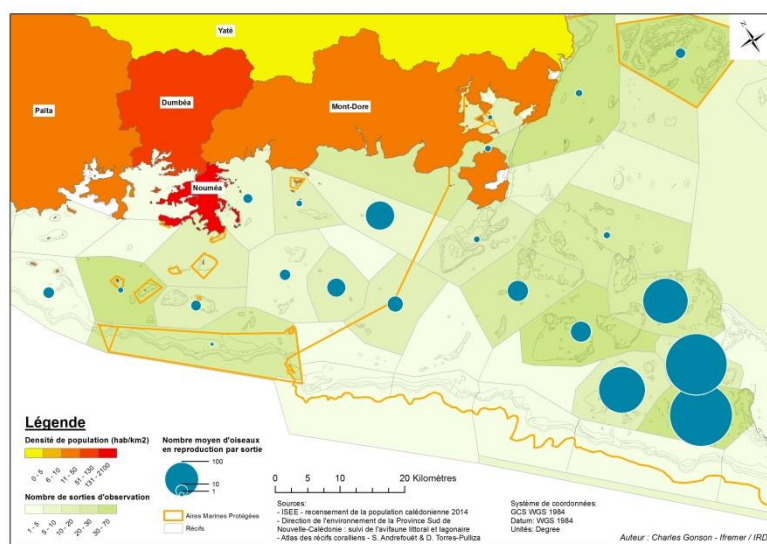 N
Yaté
Païta
Dumbéa
Mont-Dore
Nouméa
Légende
Densité de population (hab/km2)
0 - 5
6 - 10
11 - 50
51 - 130
131 - 2100
Nombre de sorties d'observation
1 - 5
5 - 10
10 - 20
20 - 30
30 - 70
Nombre moyen d'oiseaux
en reproduction par sortie
100
10
1
Aires Marines Protégées
Récifs
0 5 10 20 Kilomètres
Sources:
- ISEE - recensement de la population calédonienne 2014
- Direction de l'environnement de la Province Sud de
Nouvelle-Calédonie : suivi de l'avifaune littoral et lagonaire
- Atlas des récifs coralliens - S. Andrefouët & D. Torres-Pulliza
Système de coordonnées:
GCS WGS 1984
Datum: WGS 1984
Unités: Degree
Auteur : Charles Gonson - Ifremer / IRD